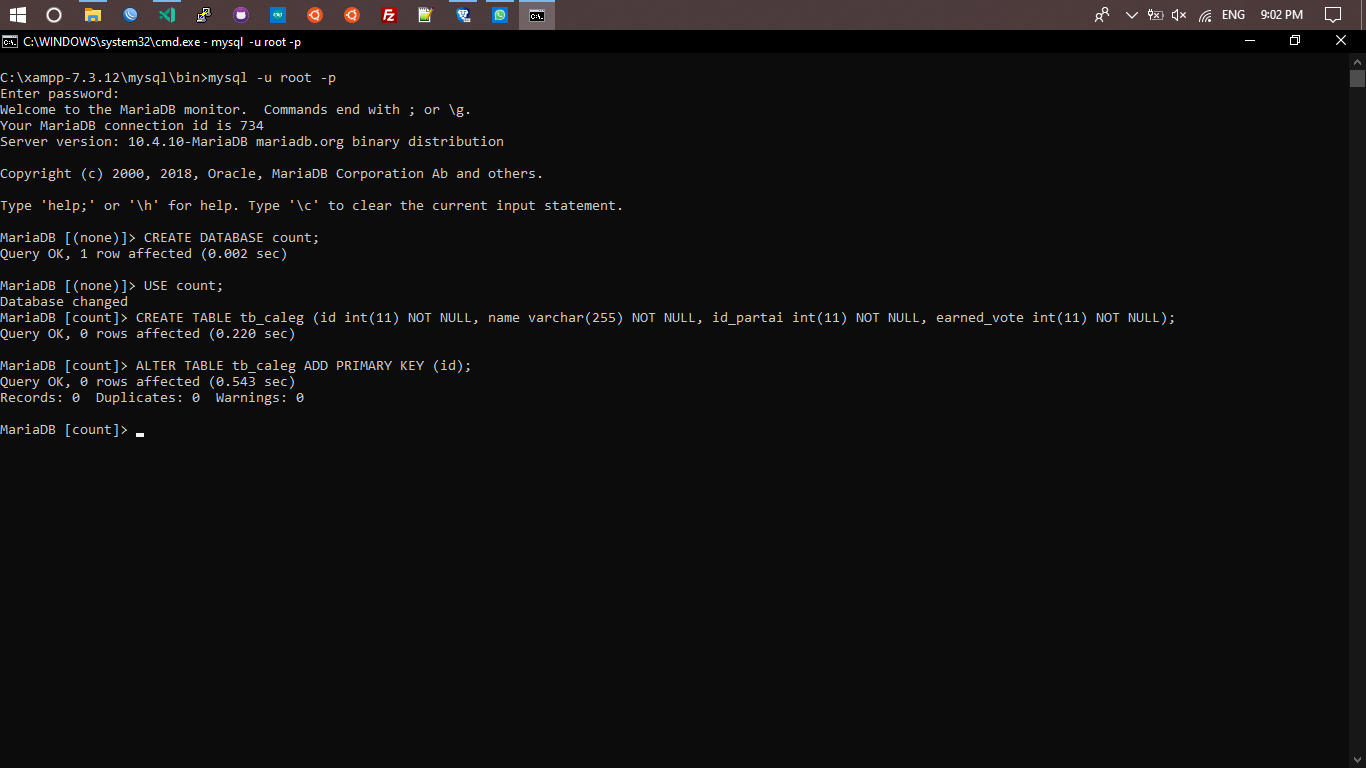 ENG 9:02 PM
C:\WINDOWS\system32\cmd.exe - mysql -u root -p
C:\xampp-7.3.12\mysql\bin>mysql -u root -p
Enter password:
Welcome to the MariaDB monitor.  Commands end with ; or \g.
Your MariaDB connection id is 734
Server version: 10.4.10-MariaDB mariadb.org binary distribution
Copyright (c) 2000, 2018, Oracle, MariaDB Corporation Ab and others.
Type 'help;' or '\h' for help. Type '\c' to clear the current input statement.
MariaDB [(none)]> CREATE DATABASE count;
Query OK, 1 row affected (0.002 sec)
MariaDB [(none)]> USE count;
Database changed
MariaDB [count]> CREATE TABLE tb_caleg (id int(11) NOT NULL, name varchar(255) NOT NULL, id_partai int(11) NOT NULL, earned_vote int(11) NOT NULL);
Query OK, 0 rows affected (0.220 sec)
MariaDB [count]> ALTER TABLE tb_caleg ADD PRIMARY KEY (id);
Query OK, 0 rows affected (0.543 sec)
Records: 0  Duplicates: 0  Warnings: 0
MariaDB [count]>